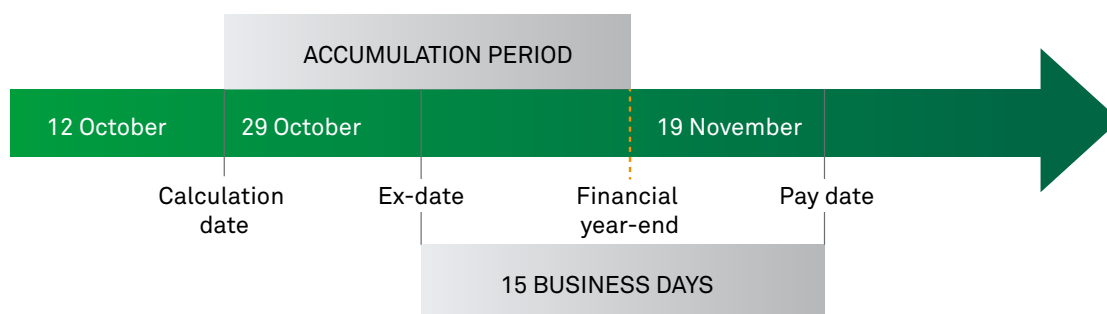 ACCUMULATION PERIOD
12 October
29 October
19 November
Calculation
date
Ex-date
Financial
year-end
Pay date
15 BUSINESS DAYS